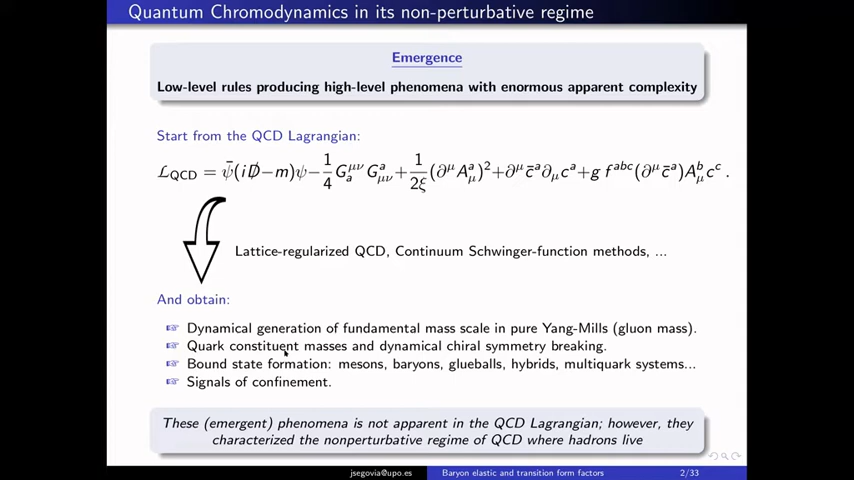 Quantum Chromodynamics in its non-perturbative regime
Emergence
Low-level rules producing high-level phenomena with enormous apparent complexity
Start from the QCD Lagrangian:
ℒ_QCD = ψ̄(iD̸−m)ψ−1/4 G_a^{μν} G^a_{μν}+1/2ξ (∂^μ A^a_μ)²+∂^μ c̄^a ∂_μ c^a+g f^{abc}(∂^μ c̄^a)A^b_μ c^c .
Lattice-regularized QCD, Continuum Schwinger-function methods, ...
And obtain:
☞ Dynamical generation of fundamental mass scale in pure Yang-Mills (gluon mass).
☞ Quark constituent masses and dynamical chiral symmetry breaking.
☞ Bound state formation: mesons, baryons, glueballs, hybrids, multiquark systems...
☞ Signals of confinement.
These (emergent) phenomena is not apparent in the QCD Lagrangian; however, they
characterized the nonperturbative regime of QCD where hadrons live
jsegovia@upo.es Baryon elastic and transition form factors 2/33